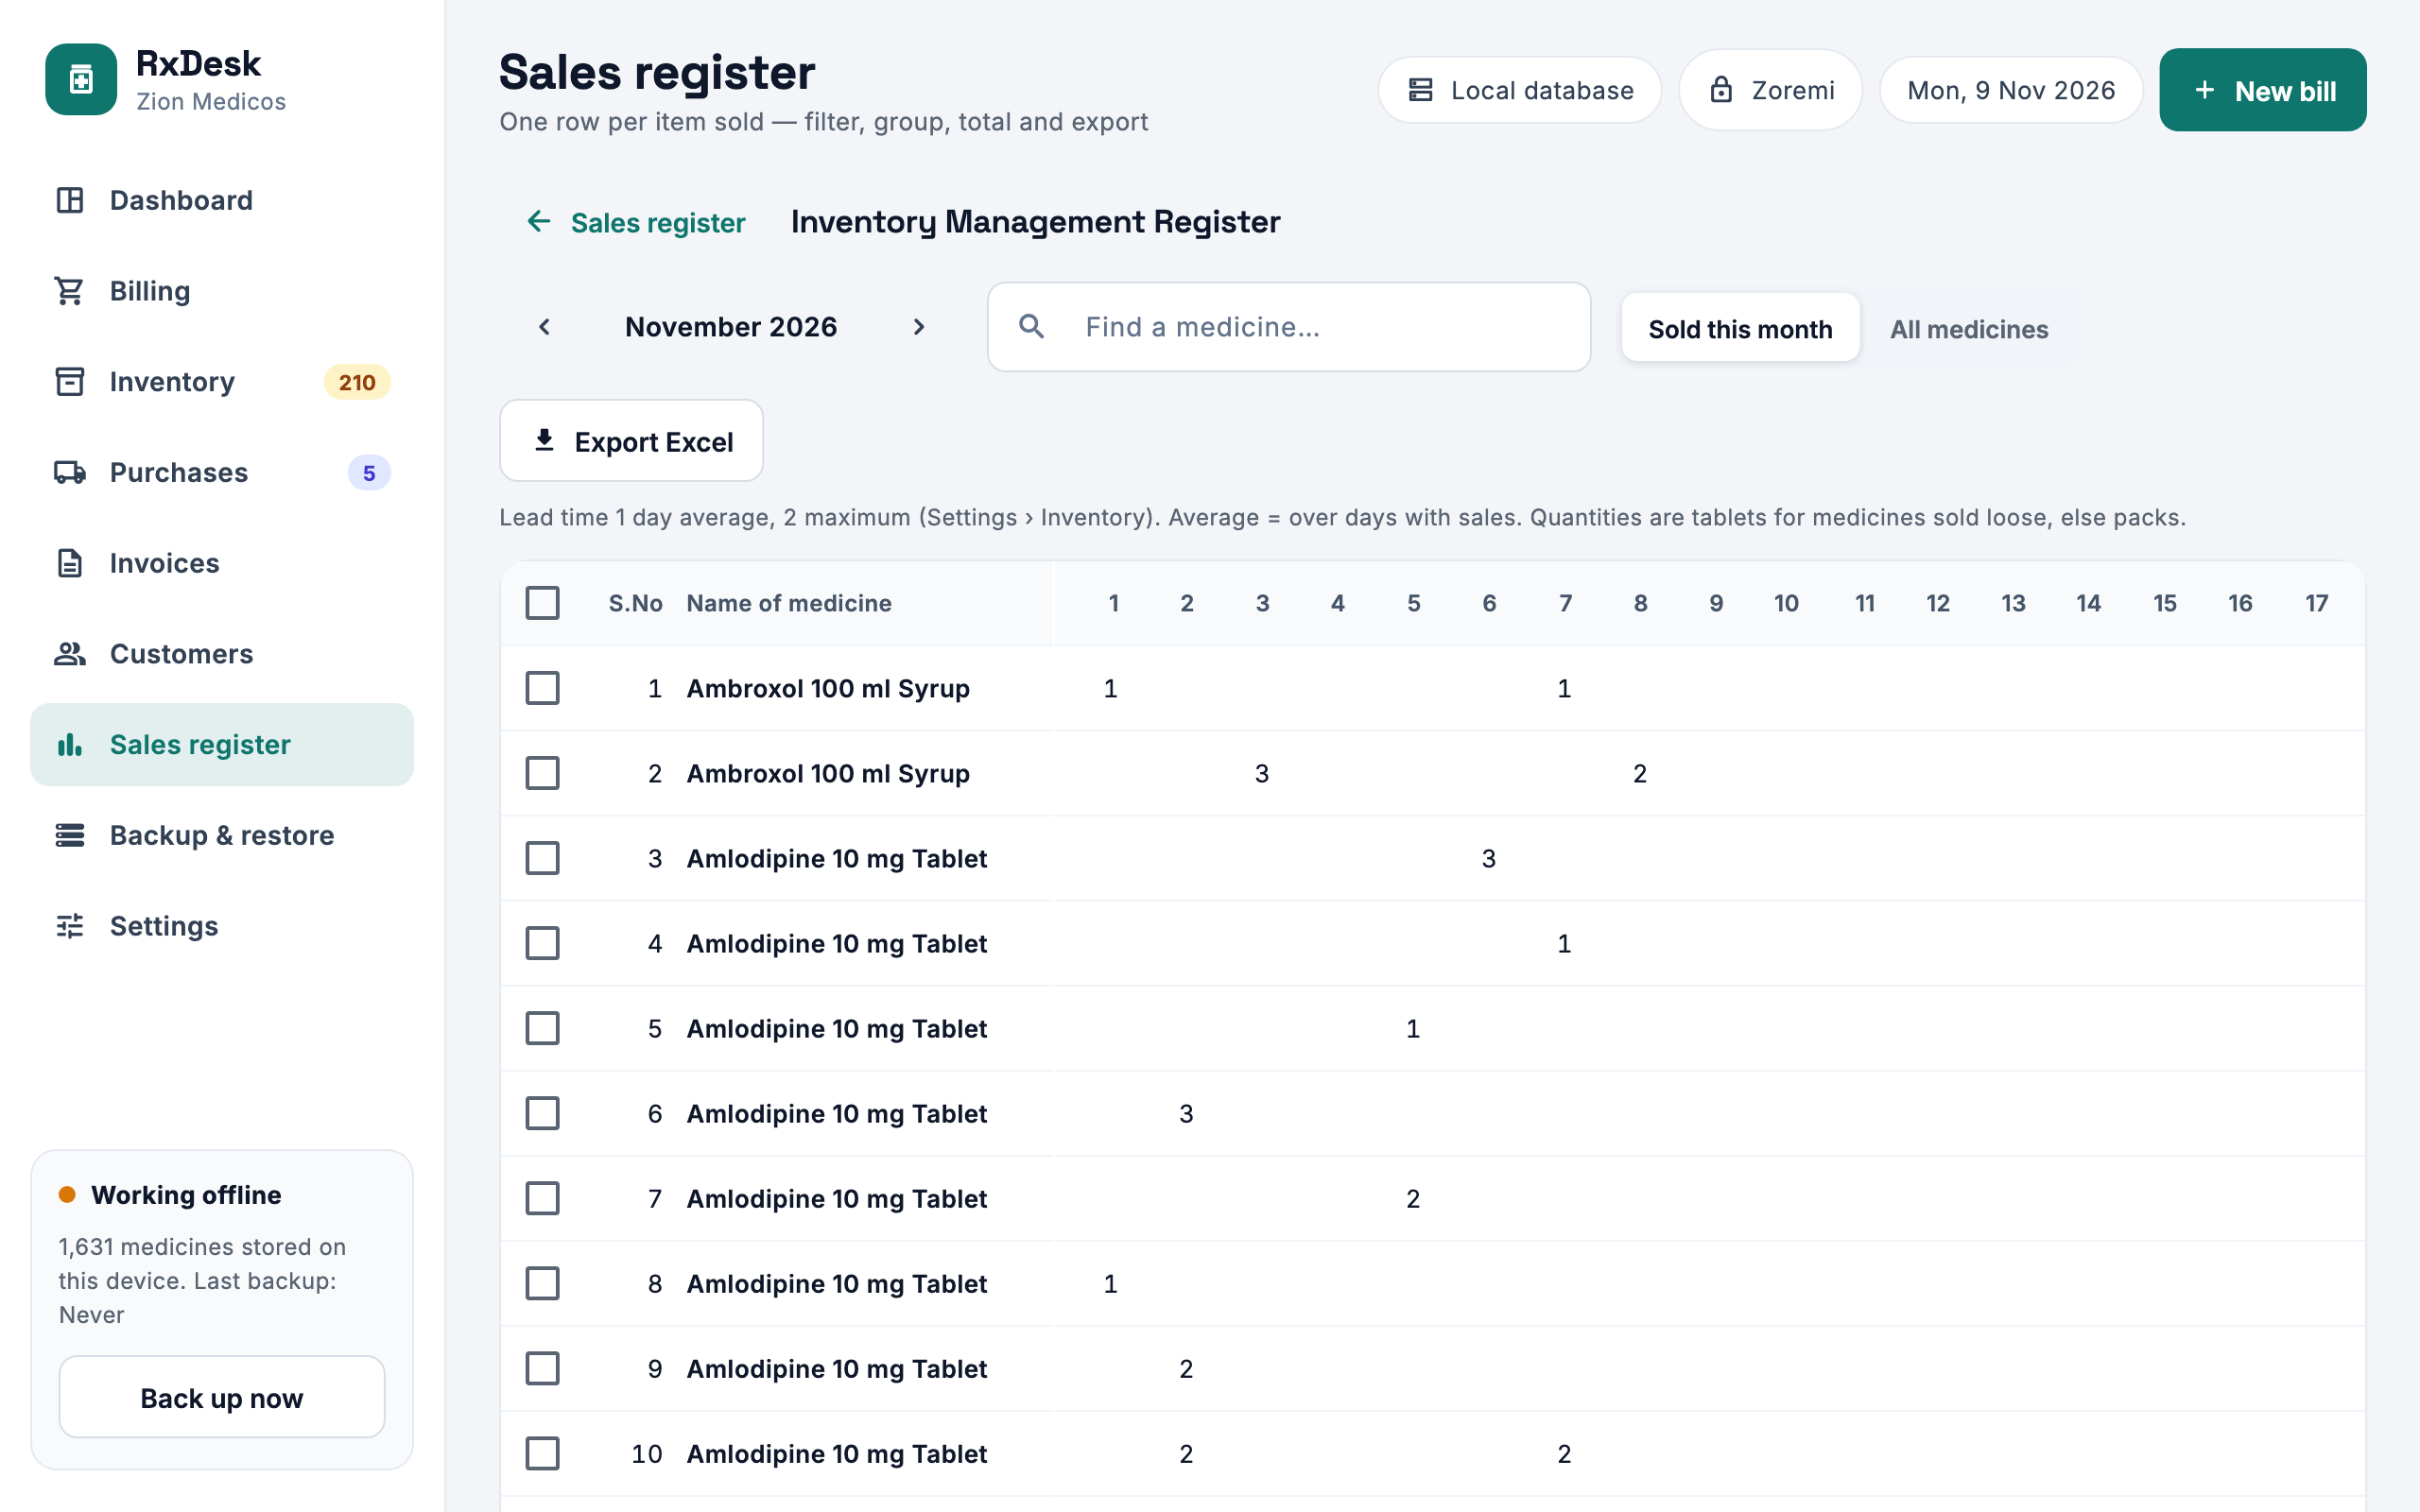 RxDesk
Zion Medicos
Dashboard
Billing
Inventory 210
Purchases 5
Invoices
Customers
Sales register
Backup & restore
Settings
Working offline
1,631 medicines stored on
this device. Last backup:
Never
Back up now
Sales register
One row per item sold — filter, group, total and export
Local database
Zoremi
Mon, 9 Nov 2026
+ New bill
← Sales register
Inventory Management Register
‹ November 2026 ›
Find a medicine...
Sold this month
All medicines
Export Excel
Lead time 1 day average, 2 maximum (Settings › Inventory). Average = over days with sales. Quantities are tablets for medicines sold loose, else packs.
S.No Name of medicine 1 2 3 4 5 6 7 8 9 10 11 12 13 14 15 16 17
1 Ambroxol 100 ml Syrup 1 1
2 Ambroxol 100 ml Syrup 3 2
3 Amlodipine 10 mg Tablet 3
4 Amlodipine 10 mg Tablet 1
5 Amlodipine 10 mg Tablet 1
6 Amlodipine 10 mg Tablet 3
7 Amlodipine 10 mg Tablet 2
8 Amlodipine 10 mg Tablet 1
9 Amlodipine 10 mg Tablet 2
10 Amlodipine 10 mg Tablet 2 2